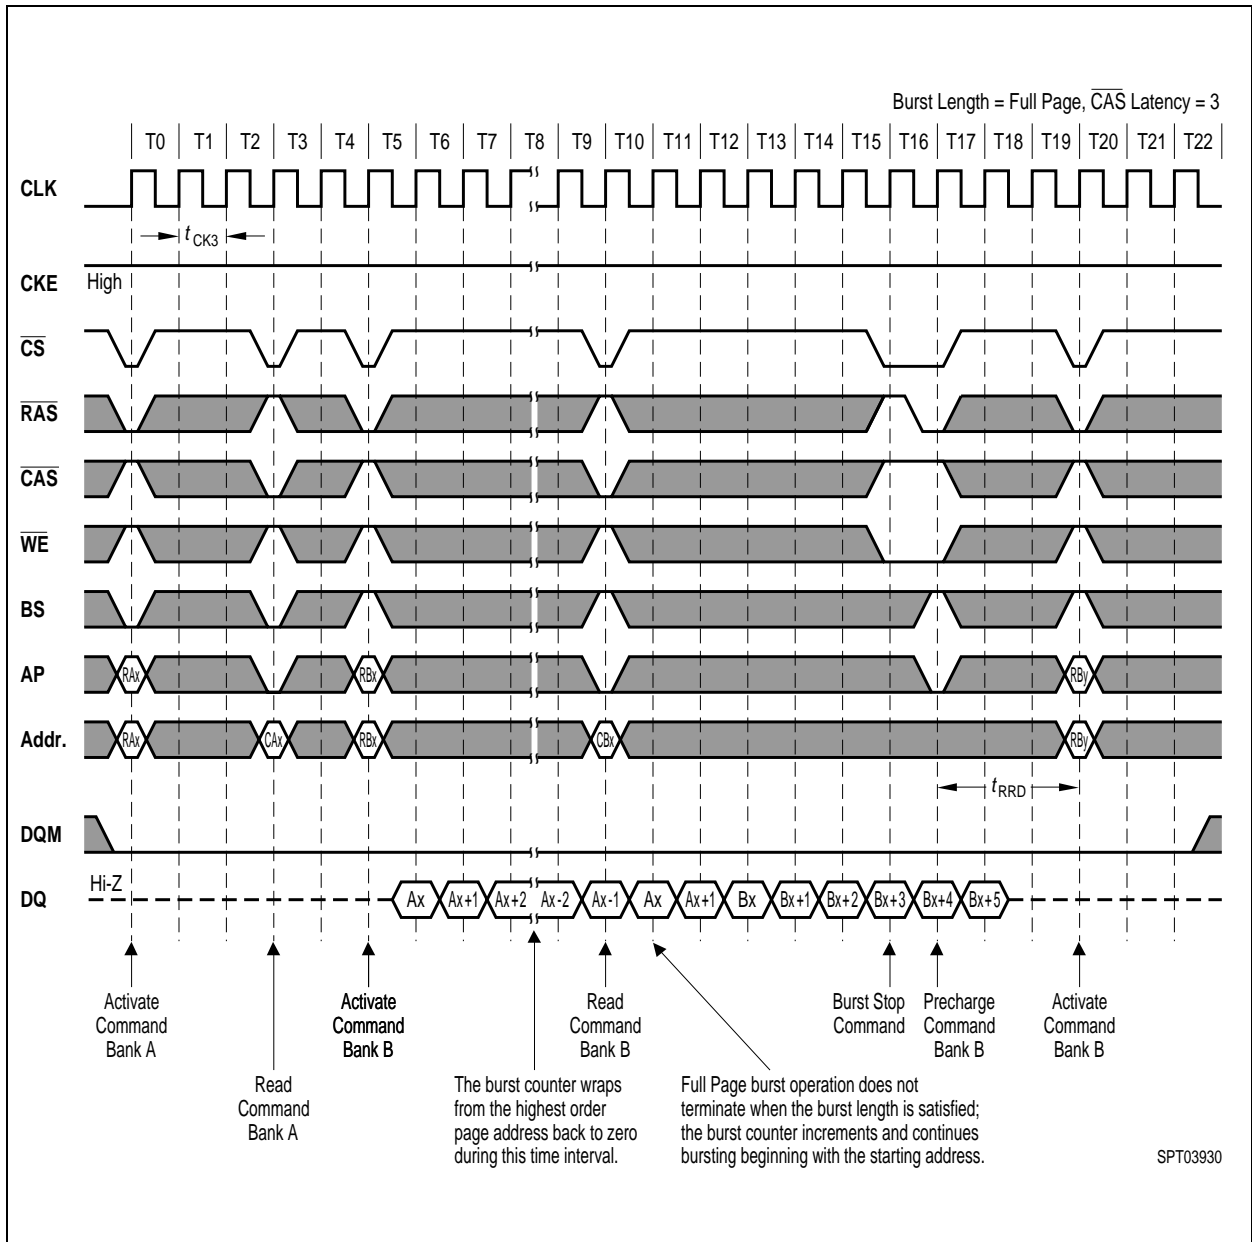 Burst Length = Full Page, CAS Latency = 3
T0 T1 T2 T3 T4 T5 T6 T7 T8 T9 T10 T11 T12 T13 T14 T15 T16 T17 T18 T19 T20 T21 T22
CLK
t CK3
CKE High
CS
RAS
CAS
WE
BS
AP RAx RBx RBy
Addr. RAx CAx RBx CBx RBy
t RRD
DQM
DQ Hi-Z Ax Ax+1 Ax+2 Ax-2 Ax-1 Ax Ax+1 Bx Bx+1 Bx+2 Bx+3 Bx+4 Bx+5
Activate
Command
Bank A
Read
Command
Bank A
Activate
Command
Bank B
The burst counter wraps
from the highest order
page address back to zero
during this time interval.
Read
Command
Bank B
Full Page burst operation does not
terminate when the burst length is satisfied;
the burst counter increments and continues
bursting beginning with the starting address.
Burst Stop
Command
Precharge
Command
Bank B
Activate
Command
Bank B
SPT03930